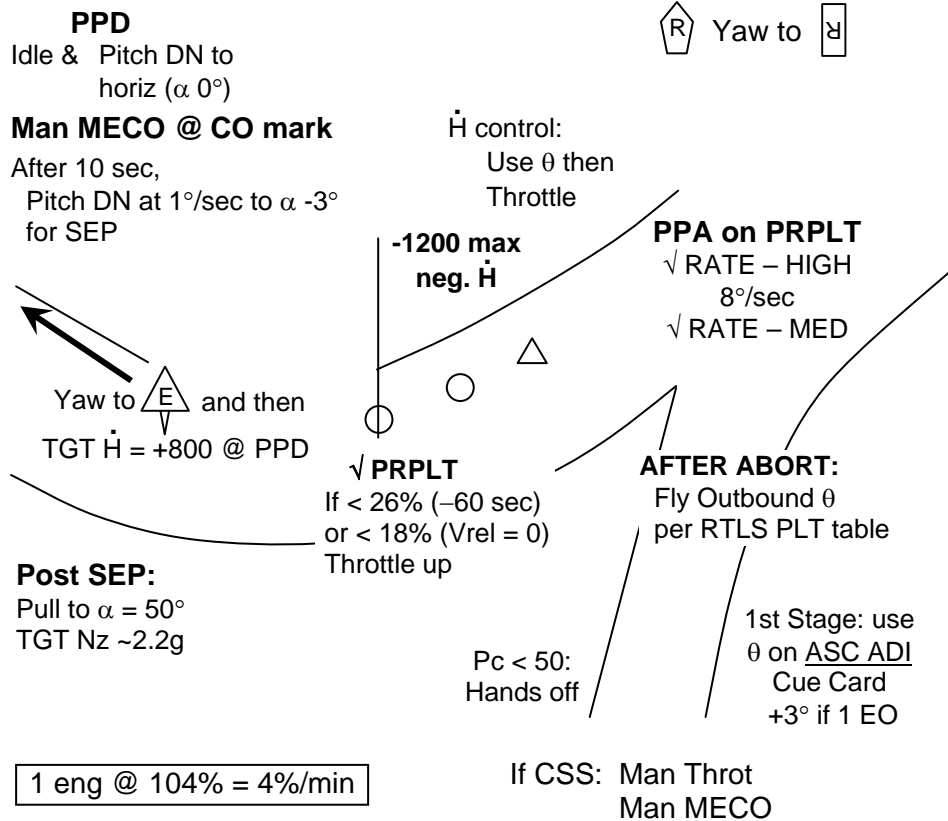 PPD
Idle & Pitch DN to
horiz (α 0°)
Man MECO @ CO mark
After 10 sec,
Pitch DN at 1°/sec to α -3°
for SEP
R Yaw to R
Ḣ control:
Use θ then
Throttle
-1200 max
neg. Ḣ
PPA on PRPLT
√ RATE – HIGH
8°/sec
√ RATE – MED
Yaw to E and then
TGT Ḣ = +800 @ PPD
√ PRPLT
If < 26% (–60 sec)
or < 18% (Vrel = 0)
Throttle up
AFTER ABORT:
Fly Outbound θ
per RTLS PLT table
Post SEP:
Pull to α = 50°
TGT Nz ~2.2g
Pc < 50:
Hands off
1st Stage: use
θ on ASC ADI
Cue Card
+3° if 1 EO
1 eng @ 104% = 4%/min
If CSS: Man Throt
Man MECO